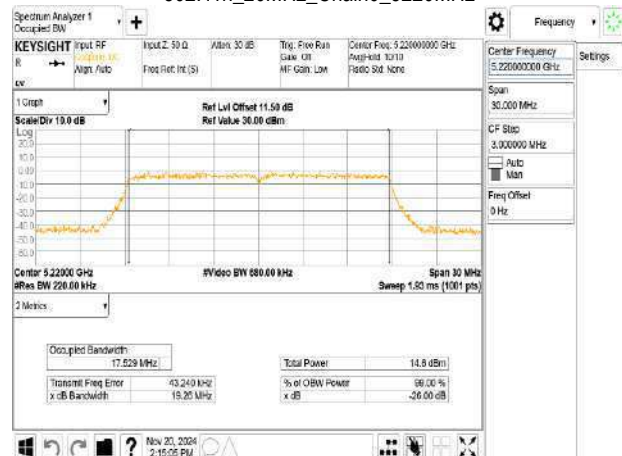 Spectrum Analyzer 1
Occupied BW
Frequency
KEYSIGHT
Input: RF
Align: Auto
Input Z: 50 Ω
Freq Ref: Int (S)
Atten: 30 dB
Trig: Free Run
Gate: Off
#IF Gain: Low
Center Freq: 5.220000000 GHz
Avg|Hold: 10/10
Radio Std: None
Center Frequency
5.220000000 GHz
Settings
Span
30.000 MHz
CF Step
3.000000 MHz
Auto
Man
Freq Offset
0 Hz
1 Graph
Scale/Div 10.0 dB
Ref Lvl Offset 11.50 dB
Ref Value 30.00 dBm
Log
20.0
10.0
0.00
-10.0
-20.0
-30.0
-40.0
-50.0
-60.0
Center 5.22000 GHz
#Video BW 680.00 kHz
Span 30 MHz
#Res BW 220.00 kHz
Sweep 1.93 ms (1001 pts)
2 Metrics
Occupied Bandwidth
17.529 MHz
Total Power
14.6 dBm
Transmit Freq Error
43.240 kHz
% of OBW Power
99.00 %
x dB Bandwidth
19.26 MHz
x dB
-26.00 dB
Nov 20, 2024
2:15:05 PM